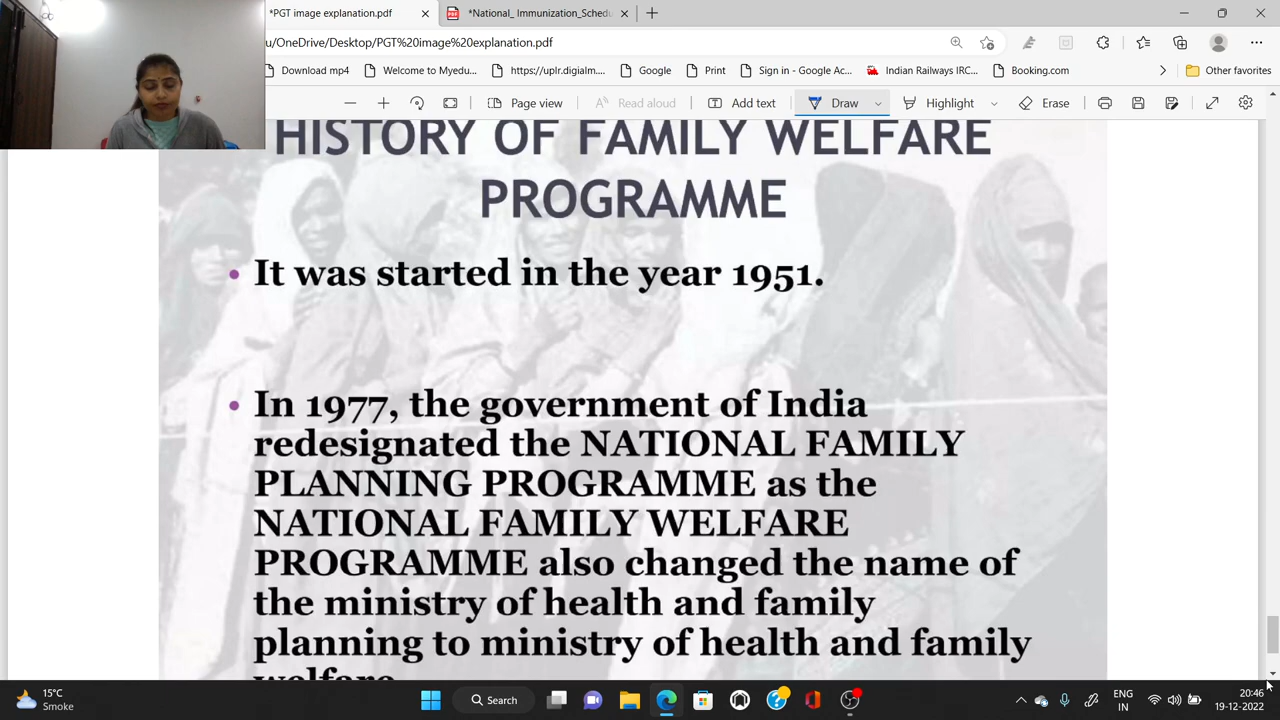 *PGT image explanation.pdf
*National_ Immunization_Schedu
u/OneDrive/Desktop/PGT%20image%20explanation.pdf
Download mp4
Welcome to Myedu...
https://uplr.digialm....
Google
Print
Sign in - Google Ac...
Indian Railways IRC...
Booking.com
Other favorites
Page view
Read aloud
Add text
Draw
Highlight
Erase
HISTORY OF FAMILY WELFARE
PROGRAMME
• It was started in the year 1951.
• In 1977, the government of India
redesignated the NATIONAL FAMILY
PLANNING PROGRAMME as the
NATIONAL FAMILY WELFARE
PROGRAMME also changed the name of
the ministry of health and family
planning to ministry of health and family
welfare
15°C
Smoke
Search
ENG
IN
20:46
19-12-2022